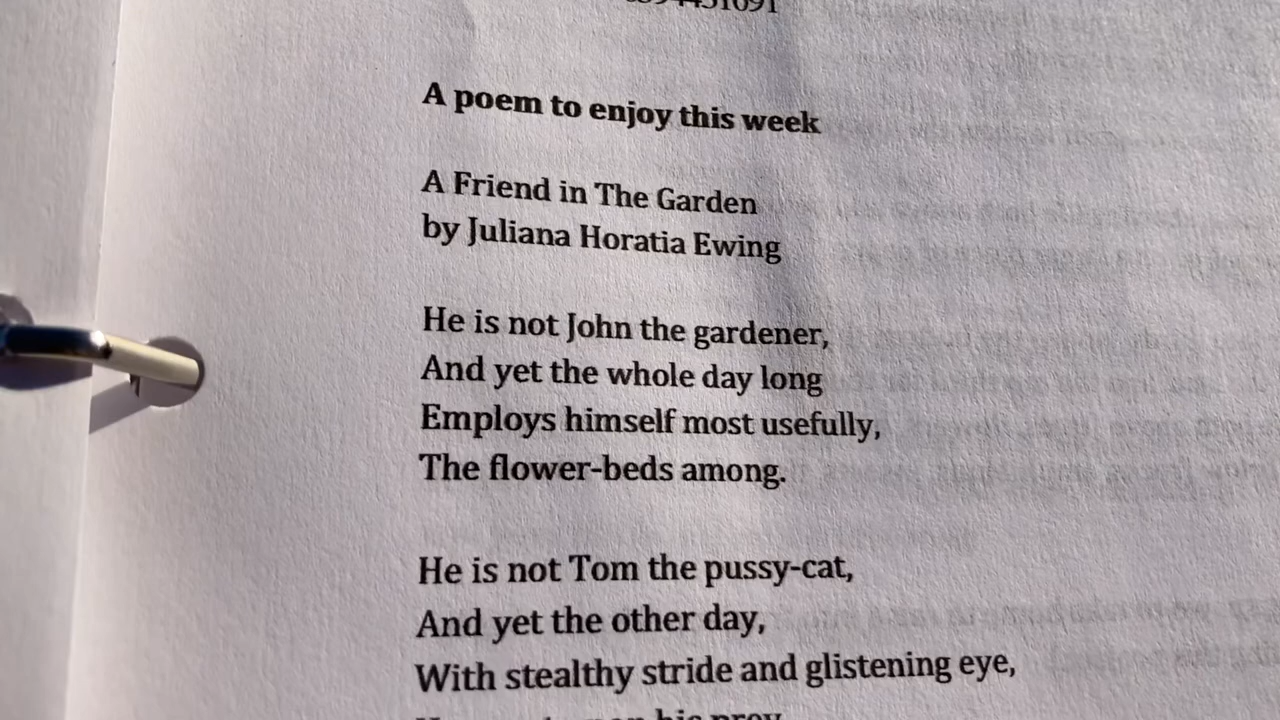 A poem to enjoy this week
A Friend in The Garden
by Juliana Horatia Ewing
He is not John the gardener,
And yet the whole day long
Employs himself most usefully,
The flower-beds among.
He is not Tom the pussy-cat,
And yet the other day,
With stealthy stride and glistening eye,
his prey